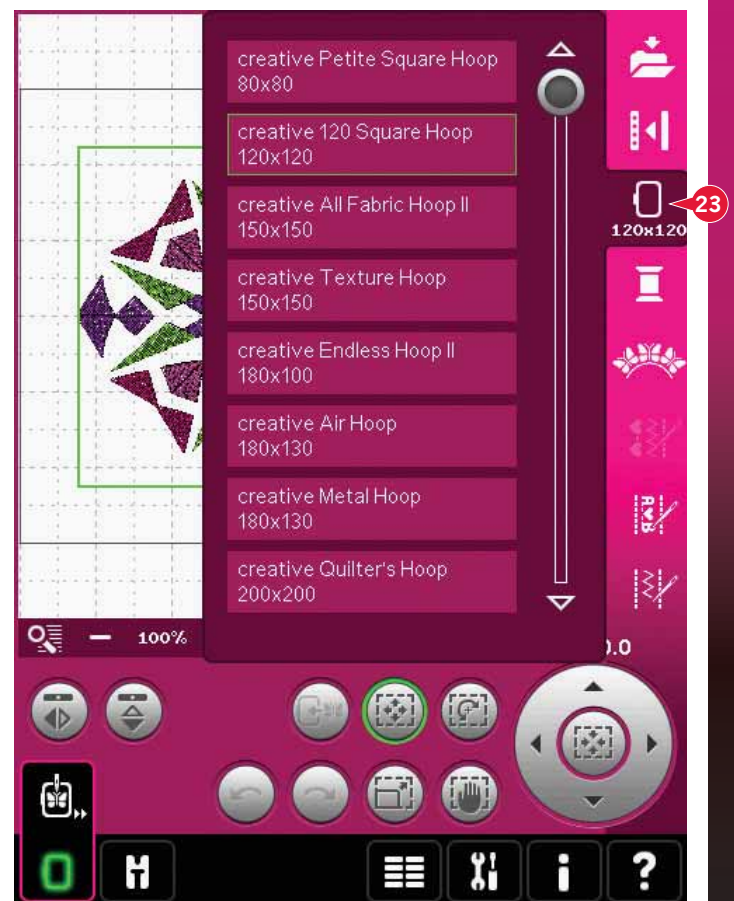 creative Petite Square Hoop
80x80
creative 120 Square Hoop
120x120
creative All Fabric Hoop II
150x150
creative Texture Hoop
150x150
creative Endless Hoop II
180x100
creative Air Hoop
180x130
creative Metal Hoop
180x130
creative Quilter's Hoop
200x200
120x120
23
100%
.0
?